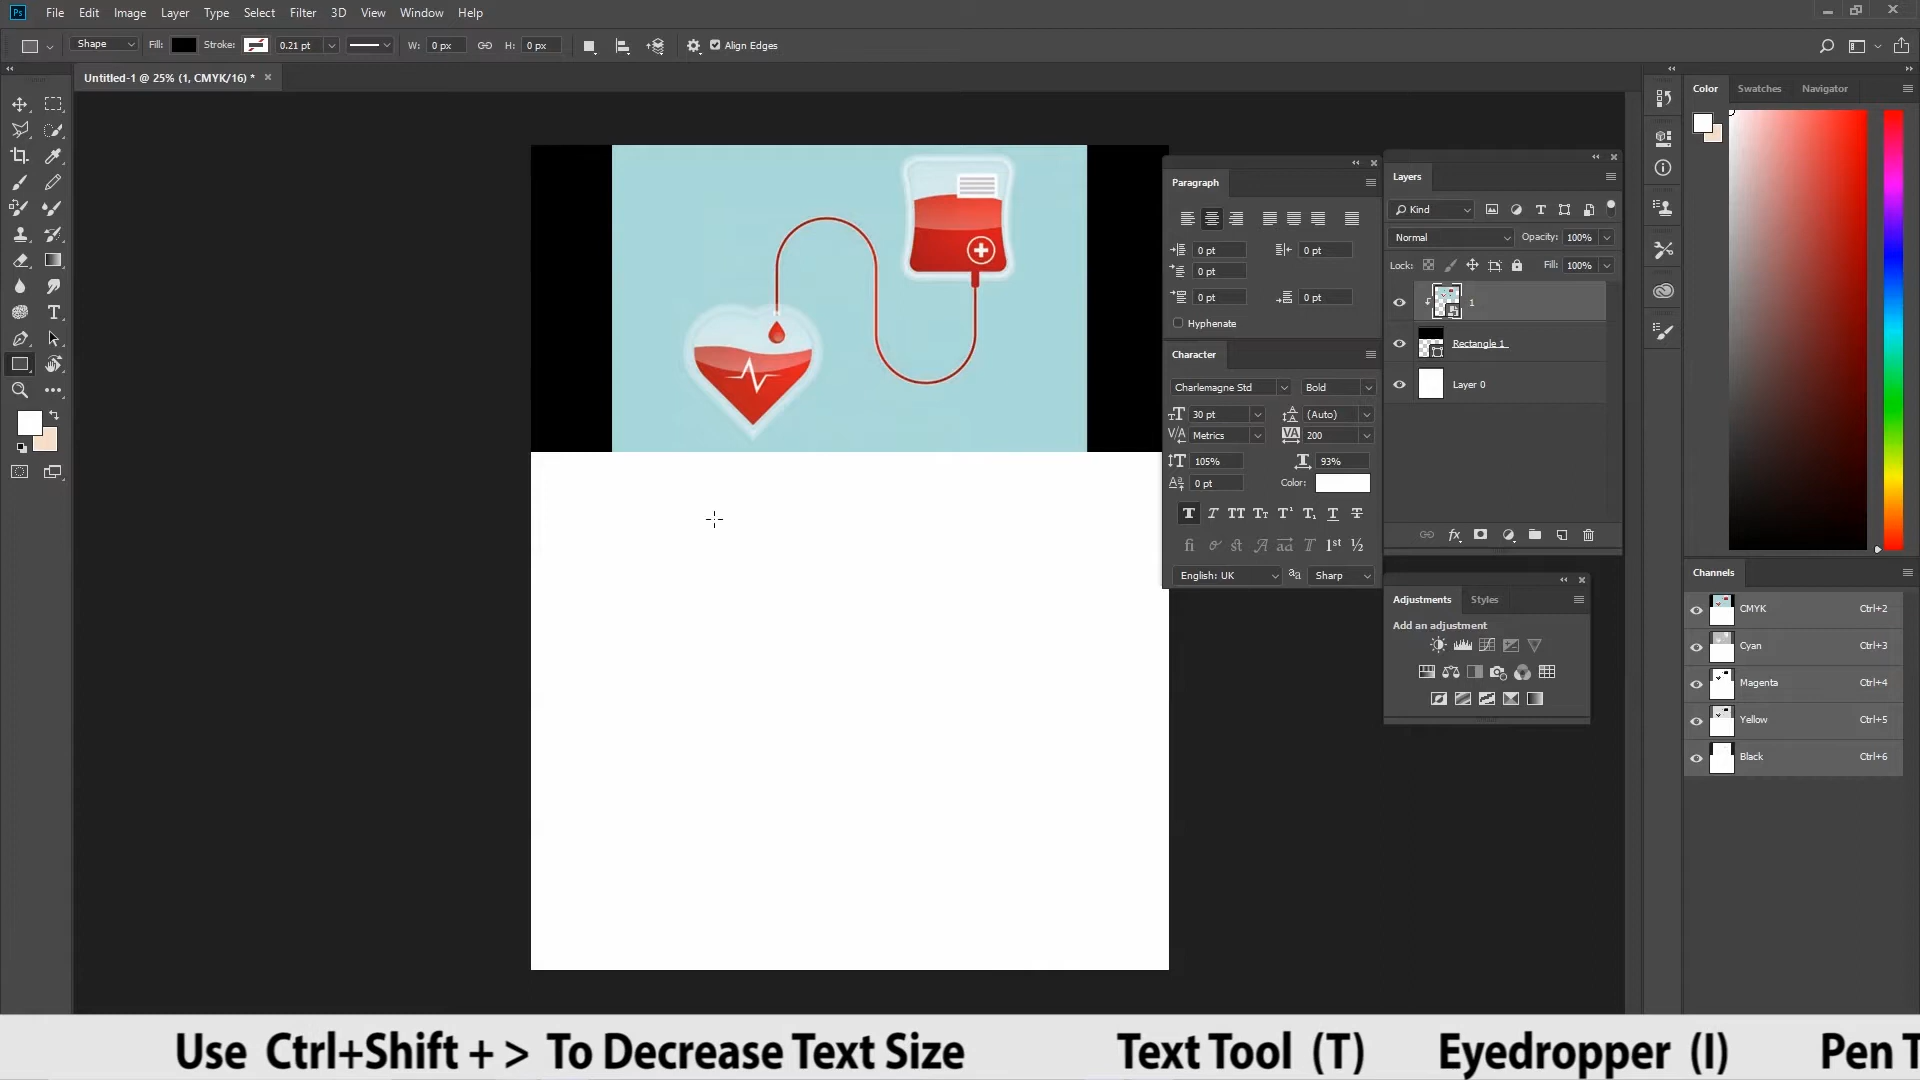 Ps File Edit Image Layer Type Select Filter 3D View Window Help
Shape Fill: Stroke: 0.21 pt W: 0 px H: 0 px Align Edges
Untitled-1 @ 25% (1, CMYK/16) *
Paragraph
0 pt 0 pt
0 pt
0 pt 0 pt
Hyphenate
Character
Charlemagne Std Bold
30 pt (Auto)
Metrics 200
105% 93%
0 pt Color:
English: UK Sharp
Layers
Kind
Normal Opacity: 100%
Lock: Fill: 100%
1
Rectangle 1
Layer 0
Adjustments Styles
Add an adjustment
Color Swatches Navigator
Channels
CMYK Ctrl+2
Cyan Ctrl+3
Magenta Ctrl+4
Yellow Ctrl+5
Black Ctrl+6
Use Ctrl+Shift + > To Decrease Text Size Text Tool (T) Eyedropper (I) Pen T